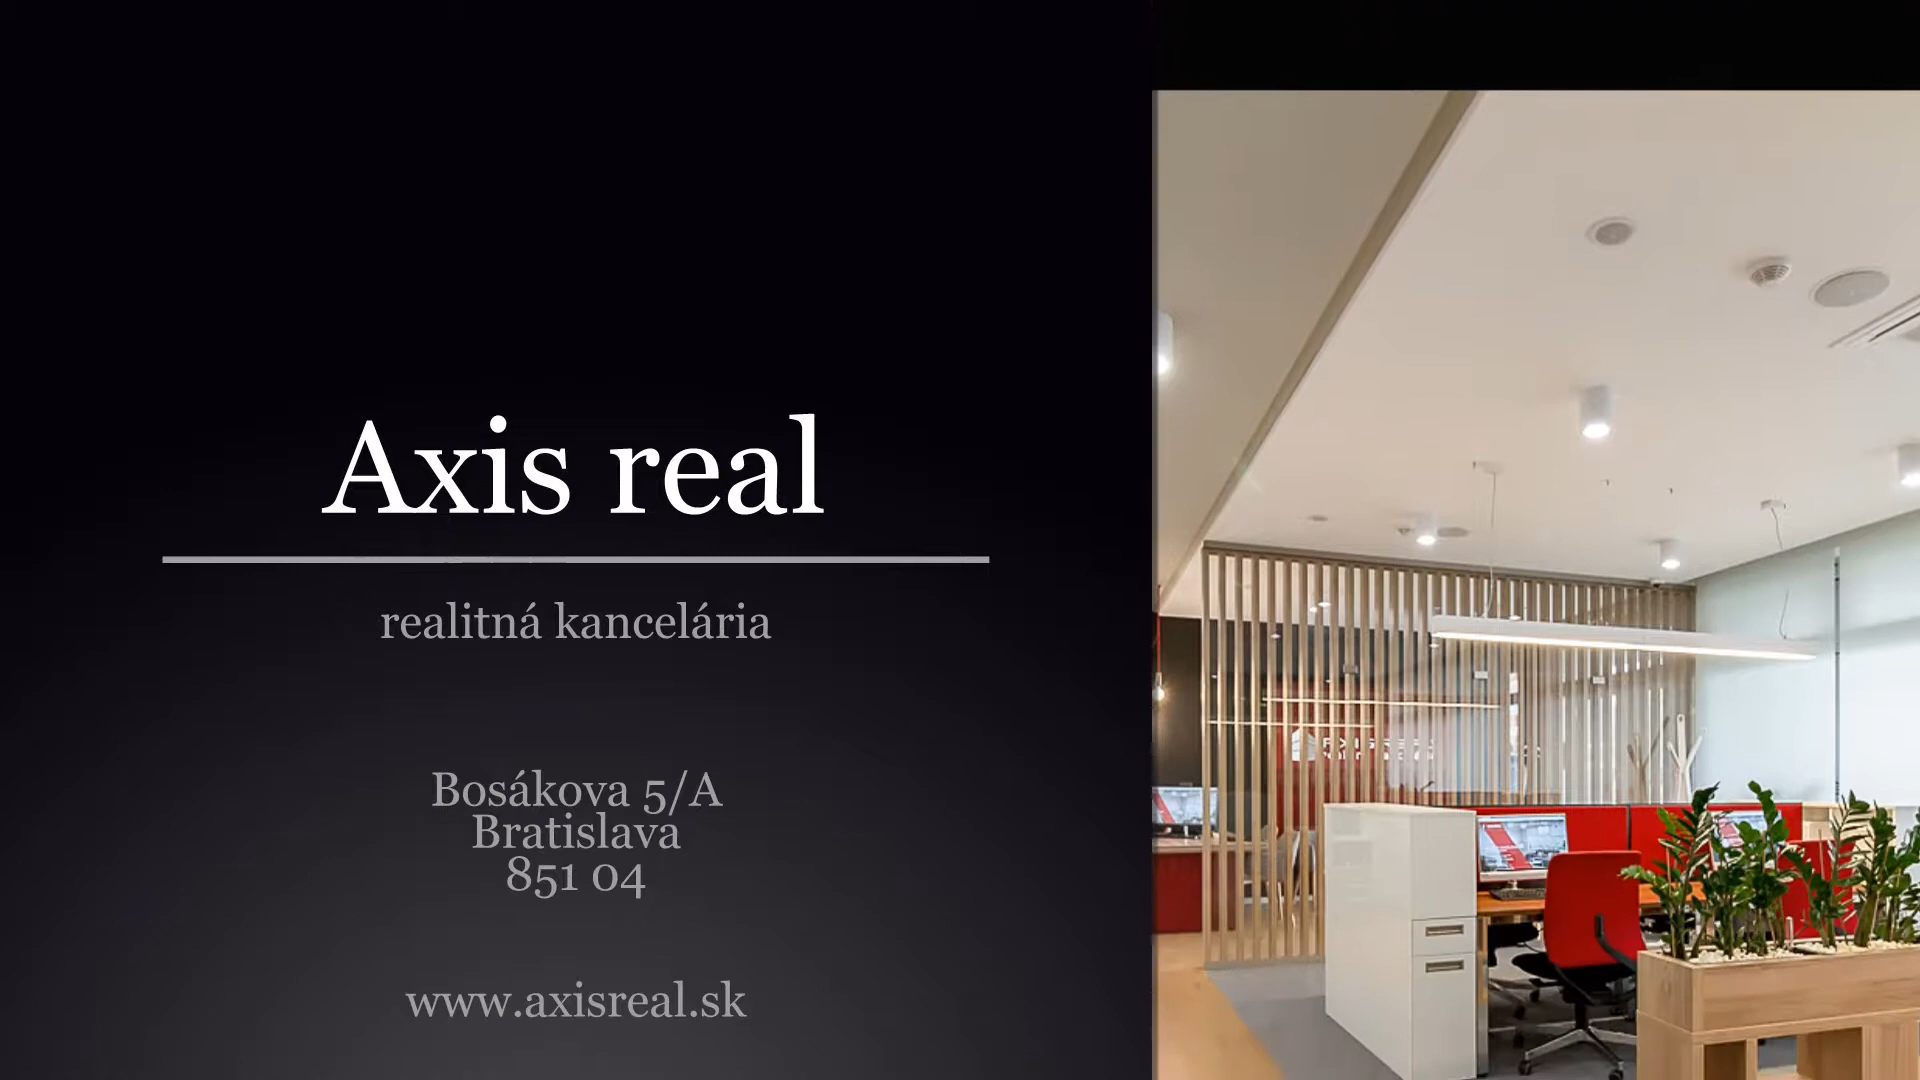 Axis real
realitná kancelária
Bosákova 5/A
Bratislava
851 04
www.axisreal.sk